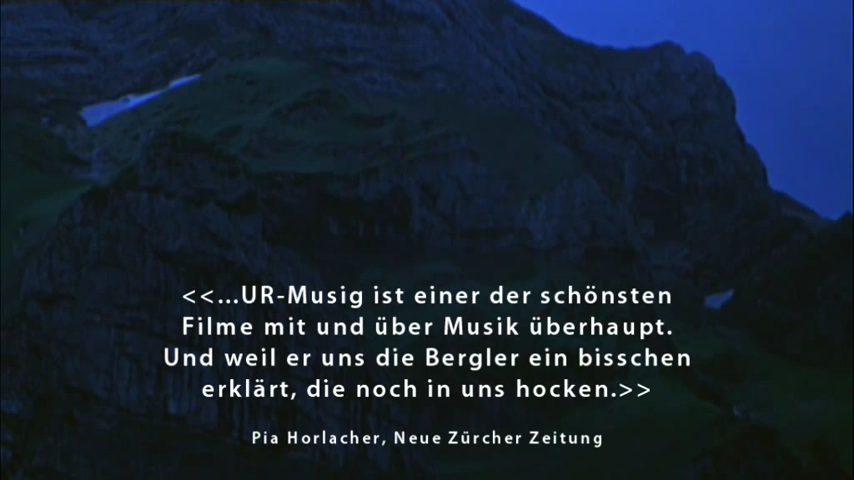 <<...UR-Musig ist einer der schönsten
Filme mit und über Musik überhaupt.
Und weil er uns die Bergler ein bisschen
erklärt, die noch in uns hocken.>>
Pia Horlacher, Neue Zürcher Zeitung